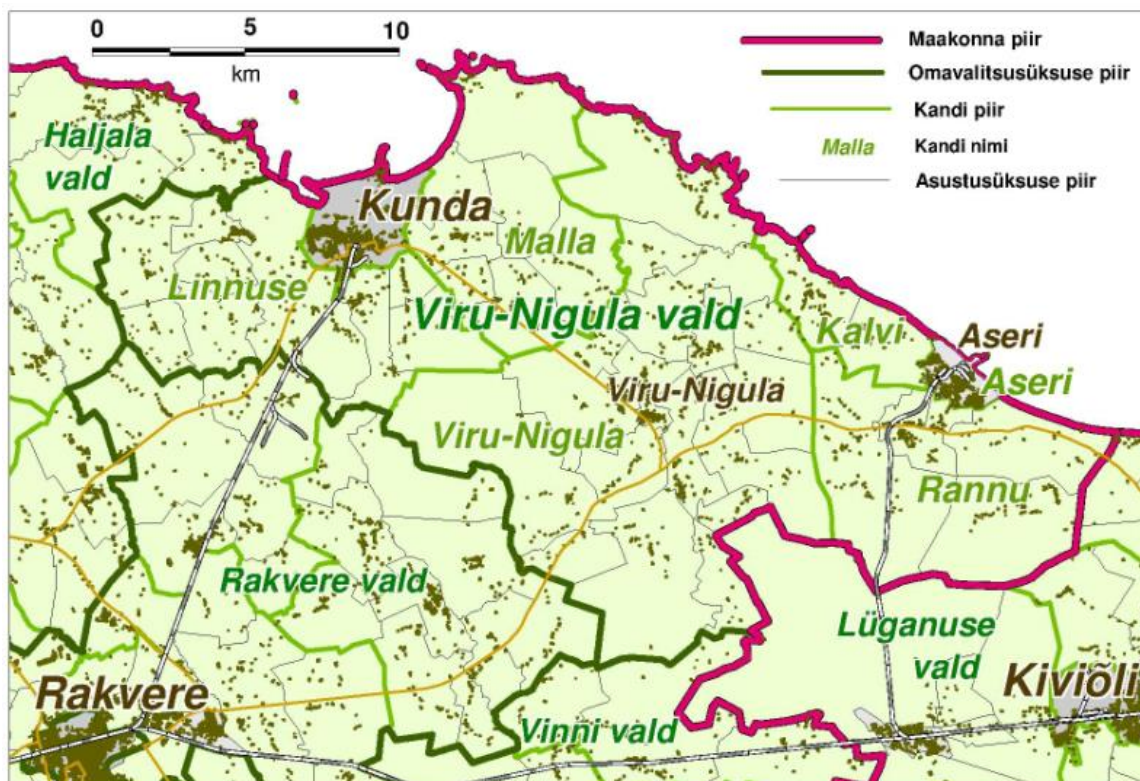 0 5 10
km
Maakonna piir
Omavalitsusüksuse piir
Kandi piir
Malla Kandi nimi
Asustusüksuse piir
Haljala
vald
Kunda
Malla
Linnuse
Viru-Nigula vald
Kalvi
Aseri
Aseri
Viru-Nigula
Viru-Nigula
Rannu
Rakvere vald
Lüganuse
vald
Rakvere
Kiviõli
Vinni vald